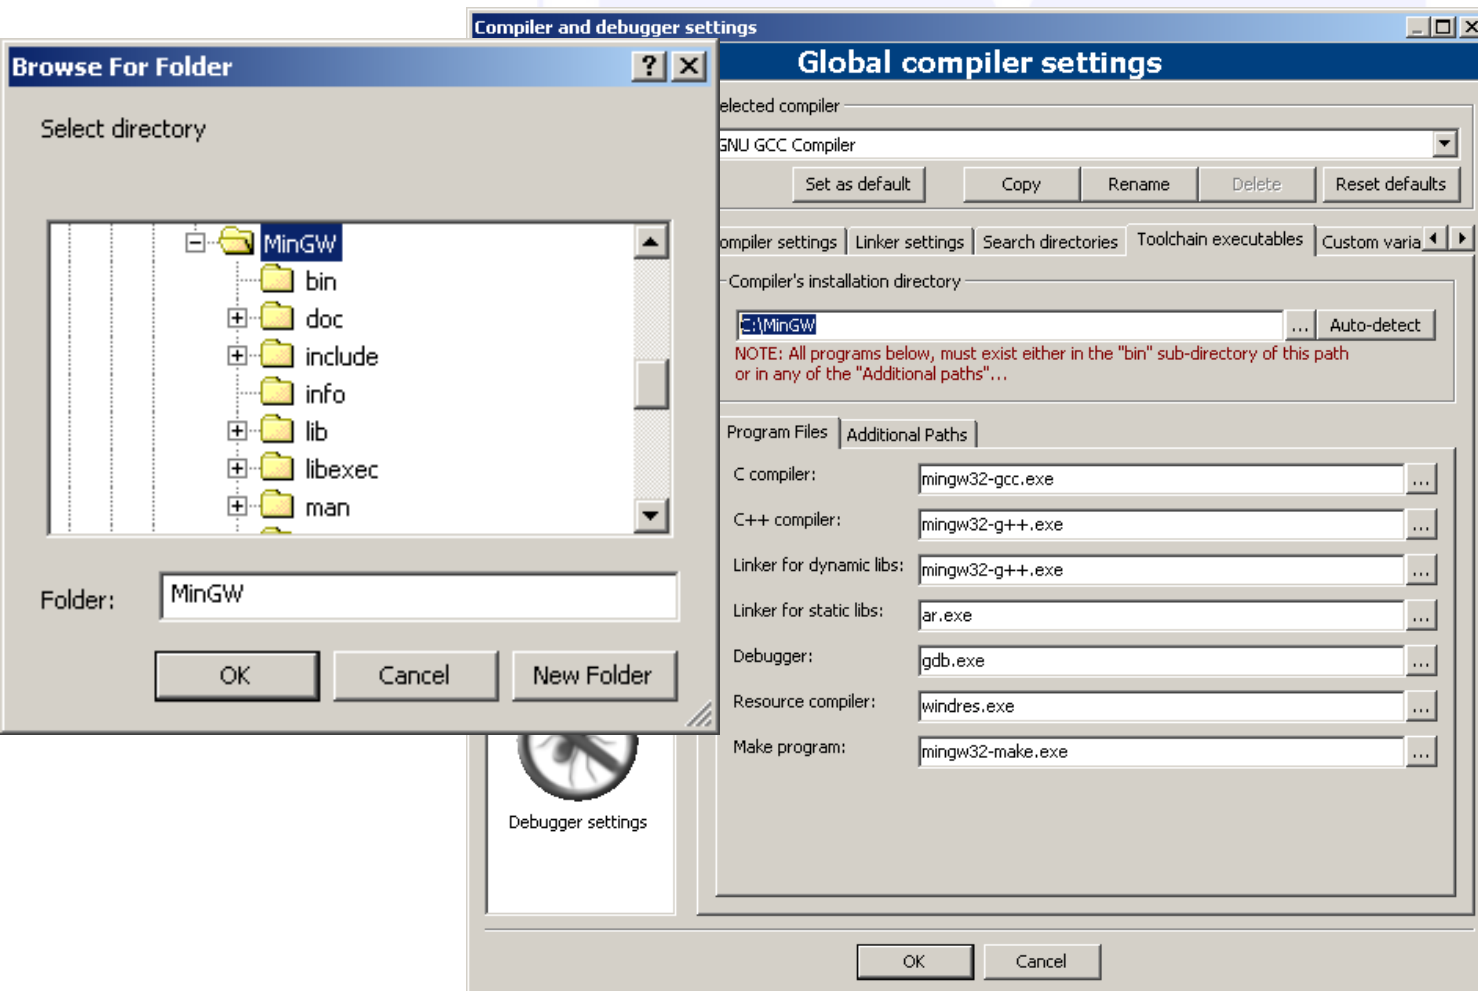 Compiler and debugger settings
Global compiler settings
Browse For Folder
Select directory
MinGW
bin
doc
include
info
lib
libexec
man
Folder: MinGW
OK Cancel New Folder
elected compiler
GNU GCC Compiler
Set as default Copy Rename Delete Reset defaults
ompiler settings Linker settings Search directories Toolchain executables Custom varia
Compiler's installation directory
C:\MinGW ... Auto-detect
NOTE: All programs below, must exist either in the "bin" sub-directory of this path
or in any of the "Additional paths"...
Program Files Additional Paths
C compiler: mingw32-gcc.exe ...
C++ compiler: mingw32-g++.exe ...
Linker for dynamic libs: mingw32-g++.exe ...
Linker for static libs: ar.exe ...
Debugger: gdb.exe ...
Resource compiler: windres.exe ...
Make program: mingw32-make.exe ...
Debugger settings
OK Cancel